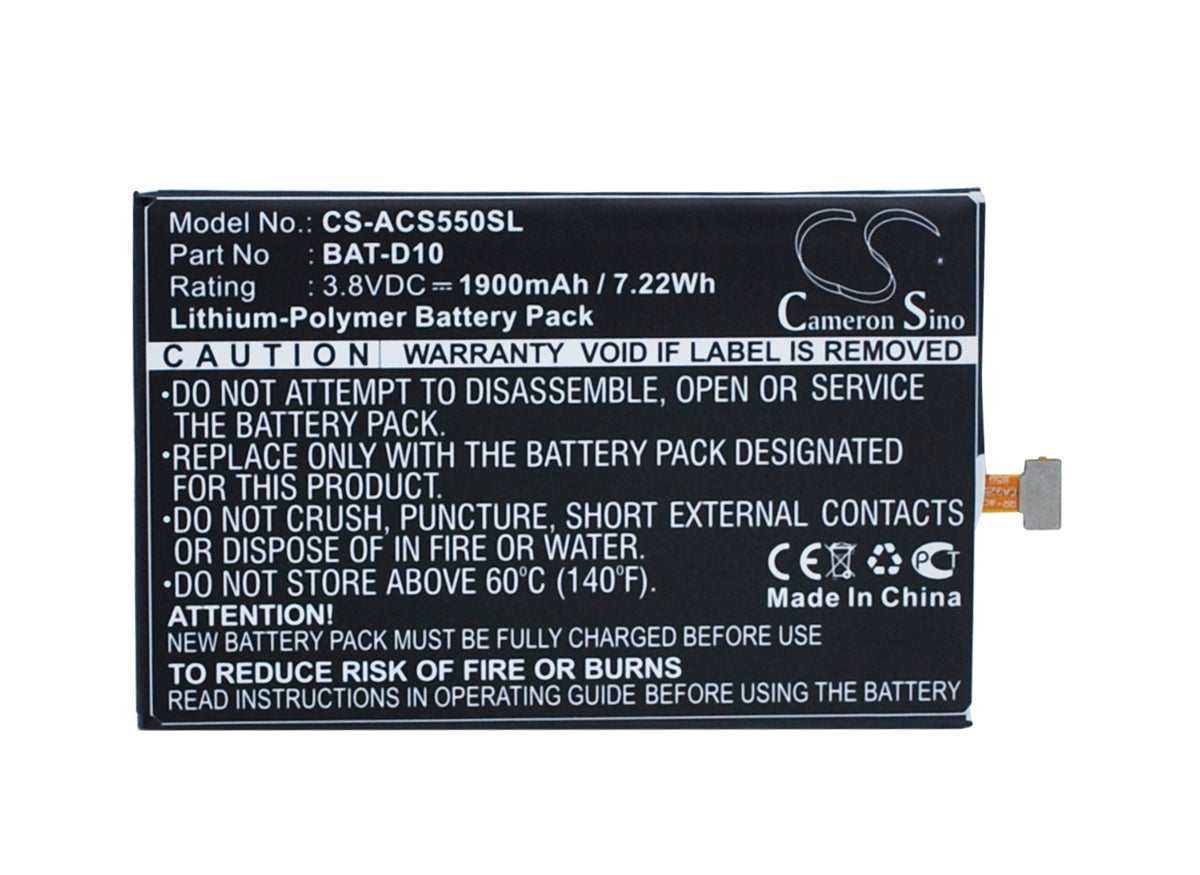 Model No.: CS-ACS550SL
Part No : BAT-D10
Rating : 3.8VDC ⎓ 1900mAh / 7.22Wh
Lithium-Polymer Battery Pack
CS
Cameron Sino
CAUTION WARRANTY VOID IF LABEL IS REMOVED
•DO NOT ATTEMPT TO DISASSEMBLE, OPEN OR SERVICE
THE BATTERY PACK.
•REPLACE ONLY WITH THE BATTERY PACK DESIGNATED
FOR THIS PRODUCT.
•DO NOT CRUSH, PUNCTURE, SHORT EXTERNAL CONTACTS
OR DISPOSE OF IN FIRE OR WATER.
•DO NOT STORE ABOVE 60°C (140°F).
CE PCT
Made In China
ATTENTION!
NEW BATTERY PACK MUST BE FULLY CHARGED BEFORE USE
TO REDUCE RISK OF FIRE OR BURNS
READ INSTRUCTIONS IN OPERATING GUIDE BEFORE USING THE BATTERY